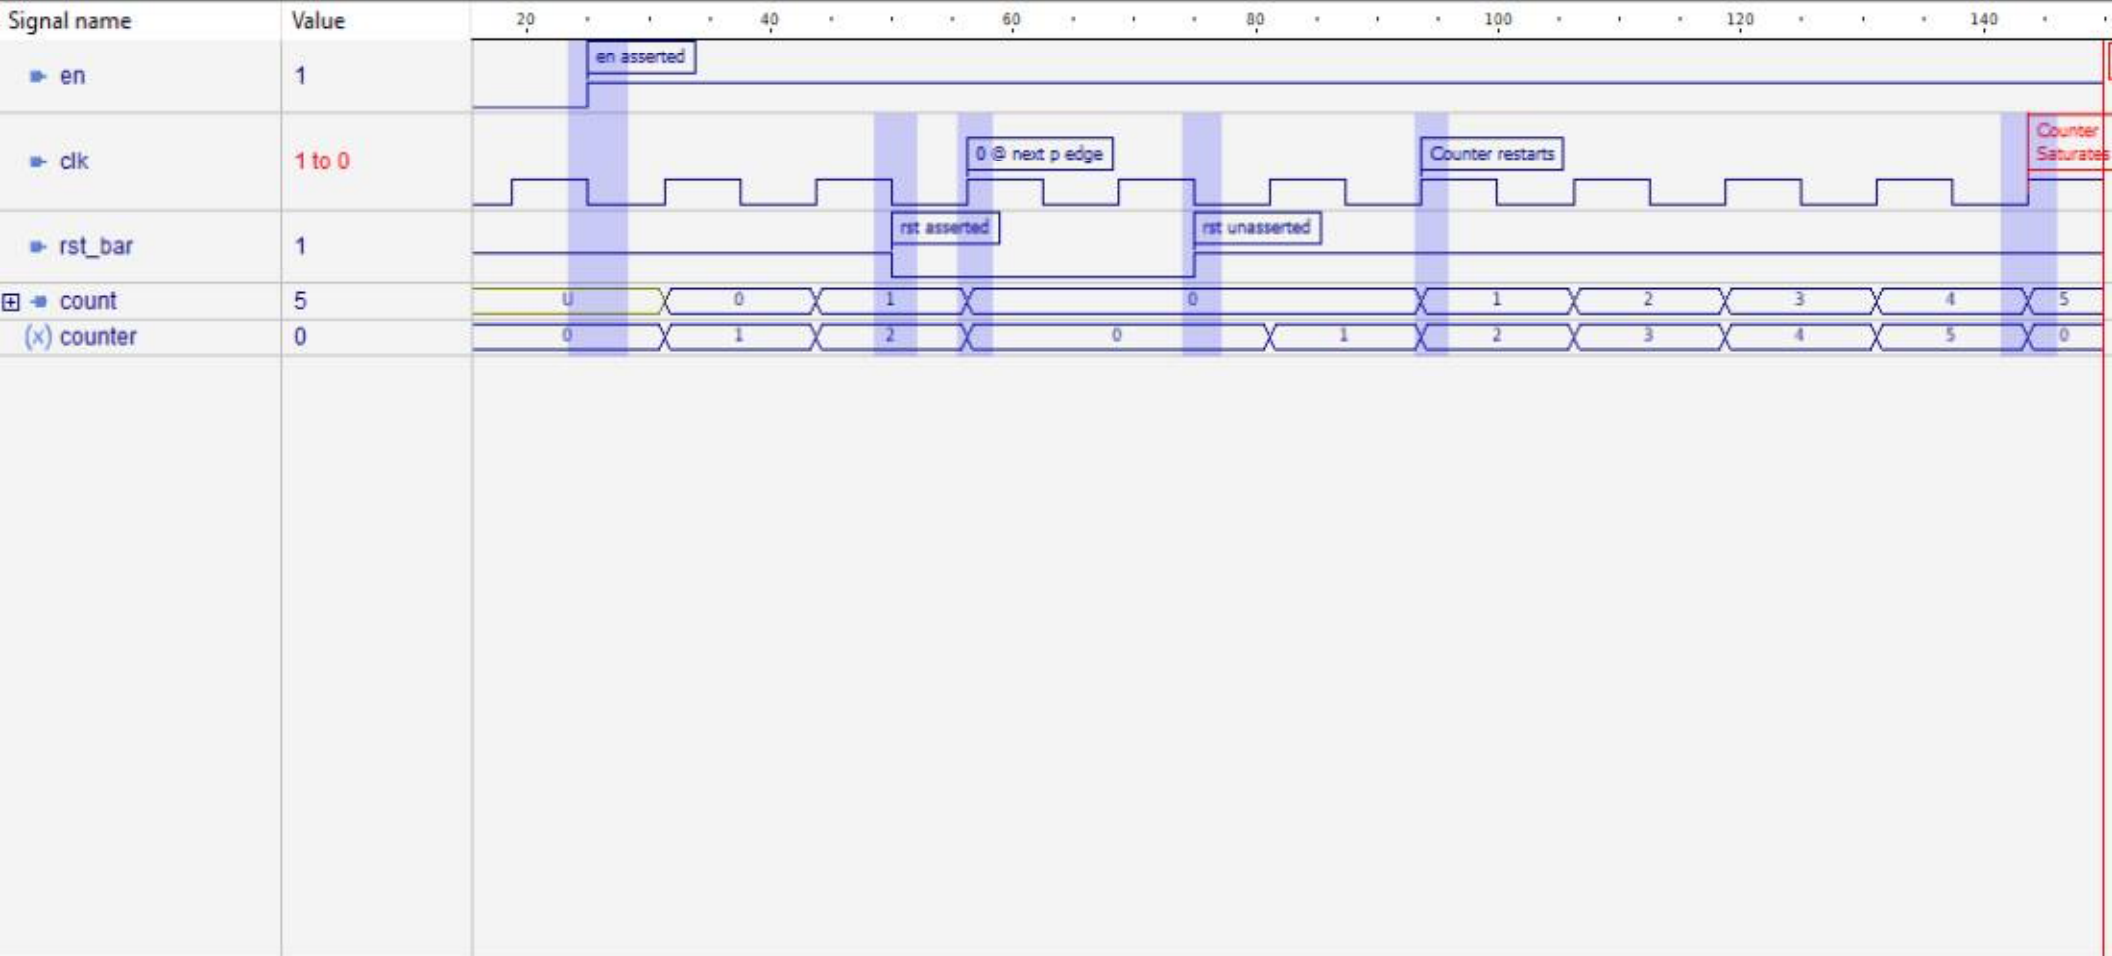 Signal name Value 20 40 60 80 100 120 140
en asserted
en 1
Counter
clk 1 to 0 0 @ next p edge Counter restarts Saturates
rst asserted rst unasserted
rst_bar 1
count 5 U 0 1 0 1 2 3 4 5
(x) counter 0 0 1 2 0 1 2 3 4 5 0